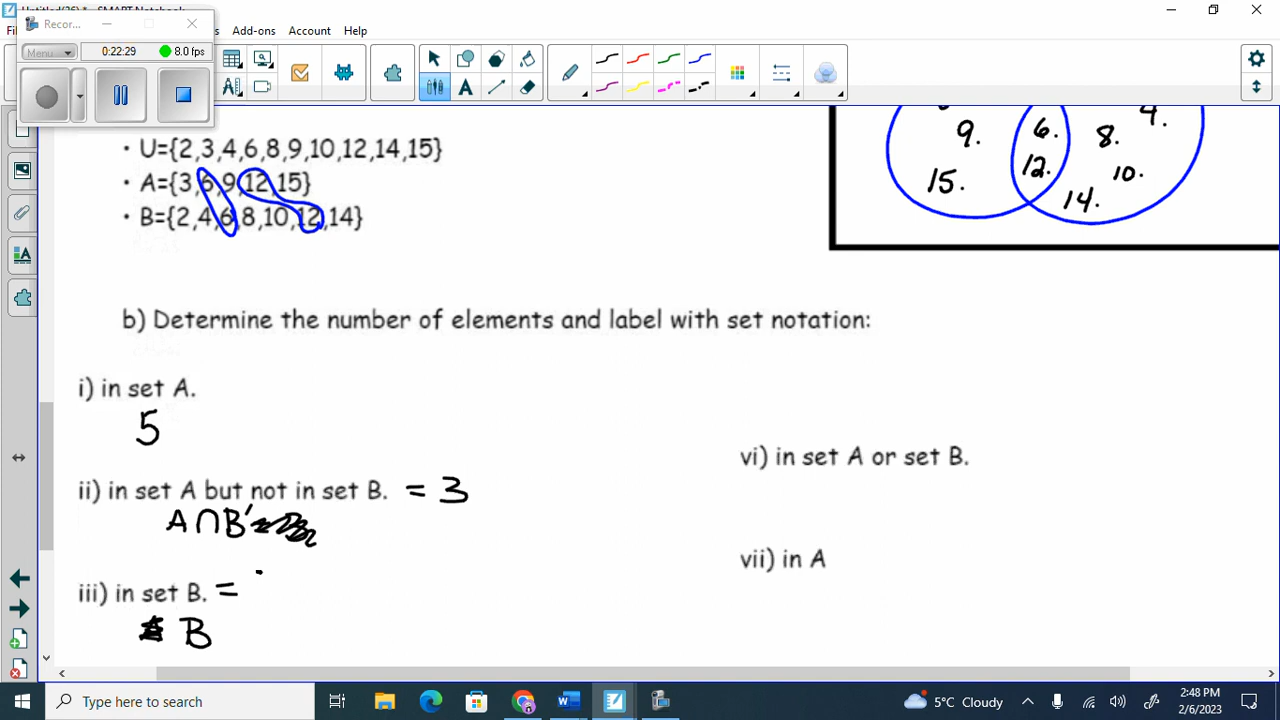 Untitled(26) * - SMART Notebook
Recor...
Add-ons Account Help
Menu 0:22:29 8.0 fps
U={2,3,4,6,8,9,10,12,14,15}
A={3,6,9,12,15}
B={2,4,6,8,10,12,14}
9. 6. 8. 4.
15. 12. 14. 10.
b) Determine the number of elements and label with set notation:
i) in set A.
5
ii) in set A but not in set B. = 3
A∩B'
iii) in set B. =
B
vi) in set A or set B.
vii) in A
Type here to search
5°C Cloudy
2:48 PM
2/6/2023